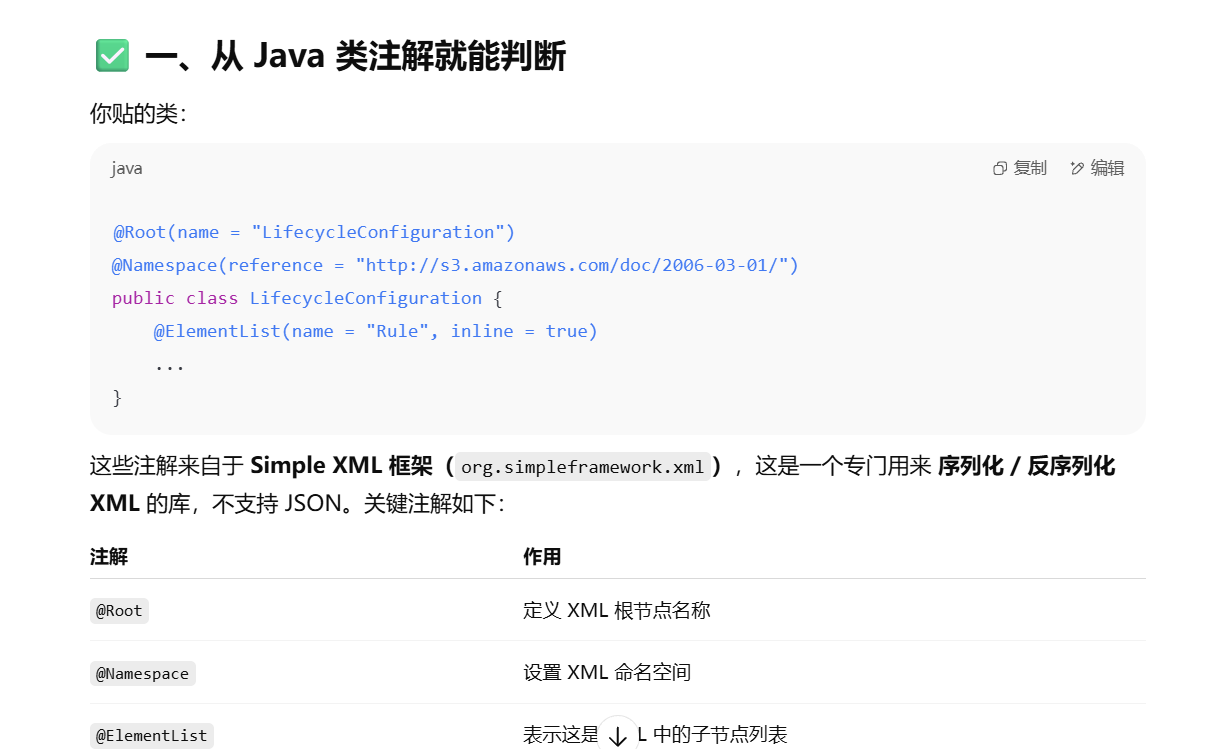 ✅ 一、从 Java 类注解就能判断
你贴的类：
java 复制 编辑
@Root(name = "LifecycleConfiguration")
@Namespace(reference = "http://s3.amazonaws.com/doc/2006-03-01/")
public class LifecycleConfiguration {
    @ElementList(name = "Rule", inline = true)
    ...
}
这些注解来自于 Simple XML 框架（org.simpleframework.xml），这是一个专门用来 序列化 / 反序列化
XML 的库，不支持 JSON。关键注解如下：
注解 作用
@Root 定义 XML 根节点名称
@Namespace 设置 XML 命名空间
@ElementList 表示这是 L 中的子节点列表